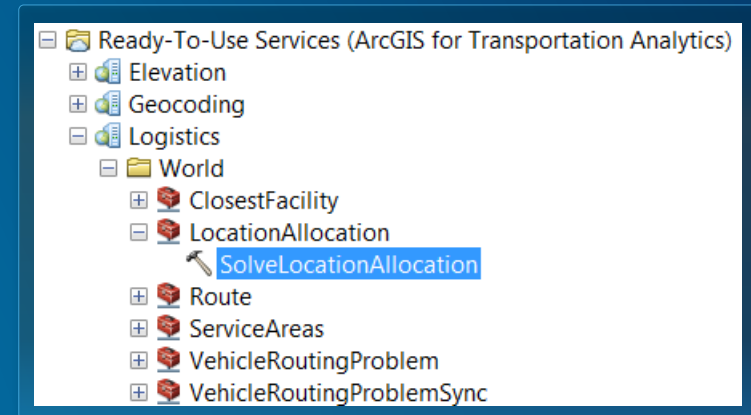 Ready-To-Use Services (ArcGIS for Transportation Analytics)
Elevation
Geocoding
Logistics
World
ClosestFacility
LocationAllocation
SolveLocationAllocation
Route
ServiceAreas
VehicleRoutingProblem
VehicleRoutingProblemSync